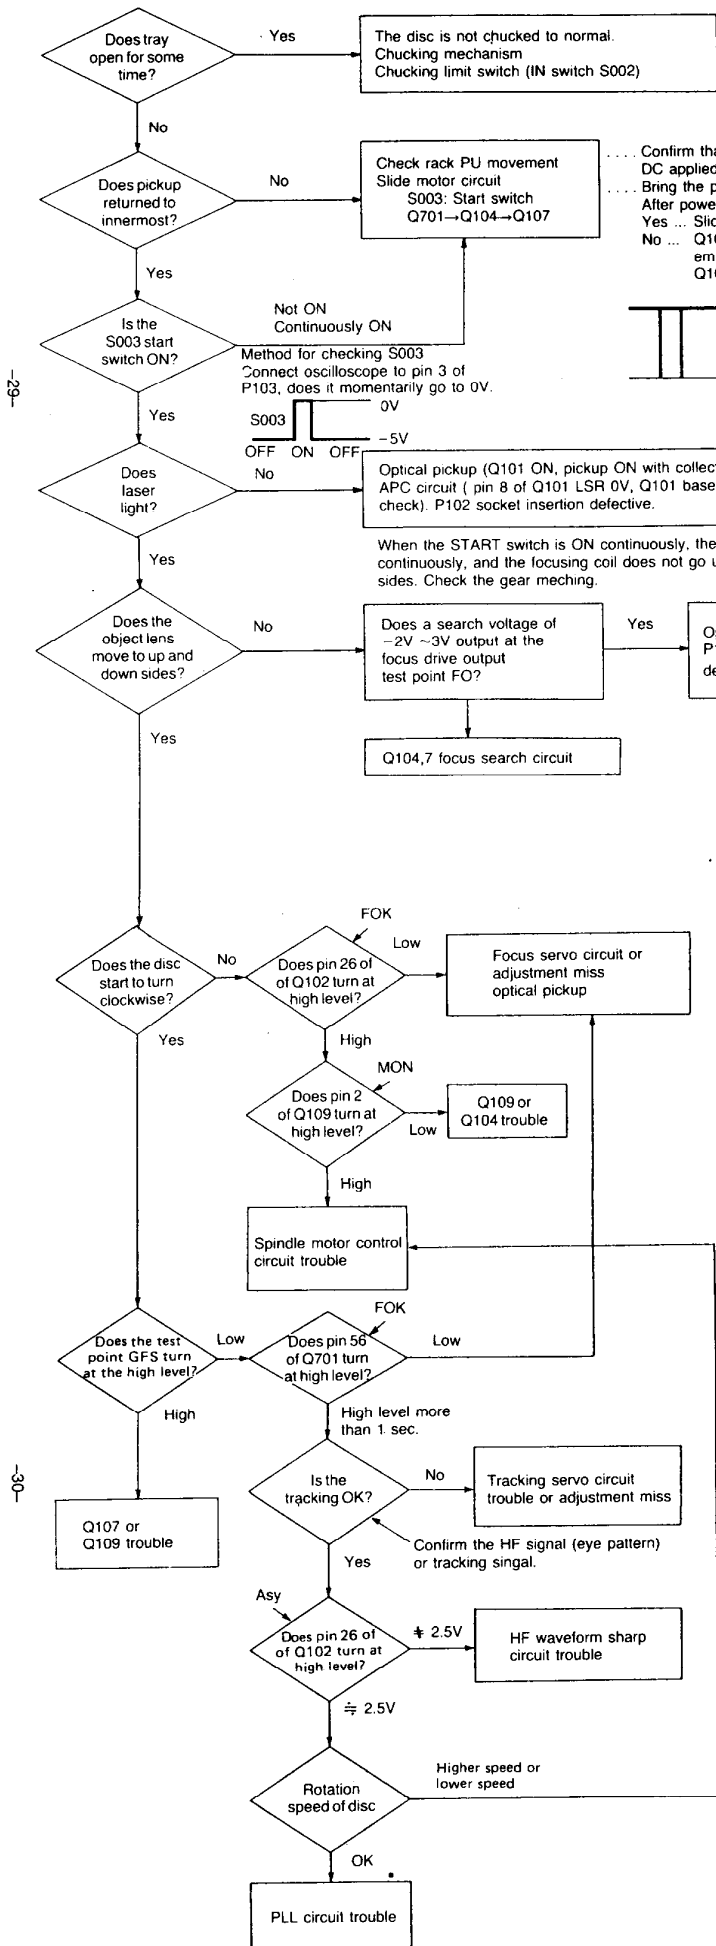 Does tray
open for some
time?
Yes
The disc is not chucked to normal.
Chucking mechanism
Chucking limit switch (IN switch S002)
No
Does pickup
returned to
innermost?
No
Check rack PU movement
Slide motor circuit
S003: Start switch
Q701→Q104→Q107
.... Confirm tha
DC applied
.... Bring the p
After powe
Yes ... Slic
No ... Q10
em
Q10
Yes
Is the
S003 start
switch ON?
Not ON
Continuously ON
Method for checking S003
Connect oscilloscope to pin 3 of
P103, does it momentarily go to 0V.
S003
0V
-5V
OFF ON OFF
-29-
Yes
Does
laser
light?
No
Optical pickup (Q101 ON, pickup ON with collect
APC circuit ( pin 8 of Q101 LSR 0V, Q101 base
check). P102 socket insertion defective.
Yes
When the START switch is ON continuously, the
continuously, and the focusing coil does not go u
sides. Check the gear meching.
Does the
object lens
move to up and
down sides?
No
Does a search voltage of
−2V ~3V output at the
focus drive output
test point FO?
Yes
Os
P1
de
Q104,7 focus search circuit
Yes
Does the disc
start to turn
clockwise?
No
FOK
Does pin 26 of
of Q102 turn at
high level?
Low
Focus servo circuit or
adjustment miss
optical pickup
Yes
High
MON
Does pin 2
of Q109 turn at
high level?
Low
Q109 or
Q104 trouble
High
Spindle motor control
circuit trouble
Does the test
point GFS turn
at the high level?
Low
FOK
Does pin 56
of Q701 turn
at high level?
Low
High
High level more
than 1 sec.
-30-
Q107 or
Q109 trouble
Is the
tracking OK?
No
Tracking servo circuit
trouble or adjustment miss
Confirm the HF signal (eye pattern)
or tracking singal.
Yes
Asy
Does pin 26 of
of Q102 turn at
high level?
≠ 2.5V
HF waveform sharp
circuit trouble
≒ 2.5V
Rotation
speed of disc
Higher speed or
lower speed
OK
PLL circuit trouble